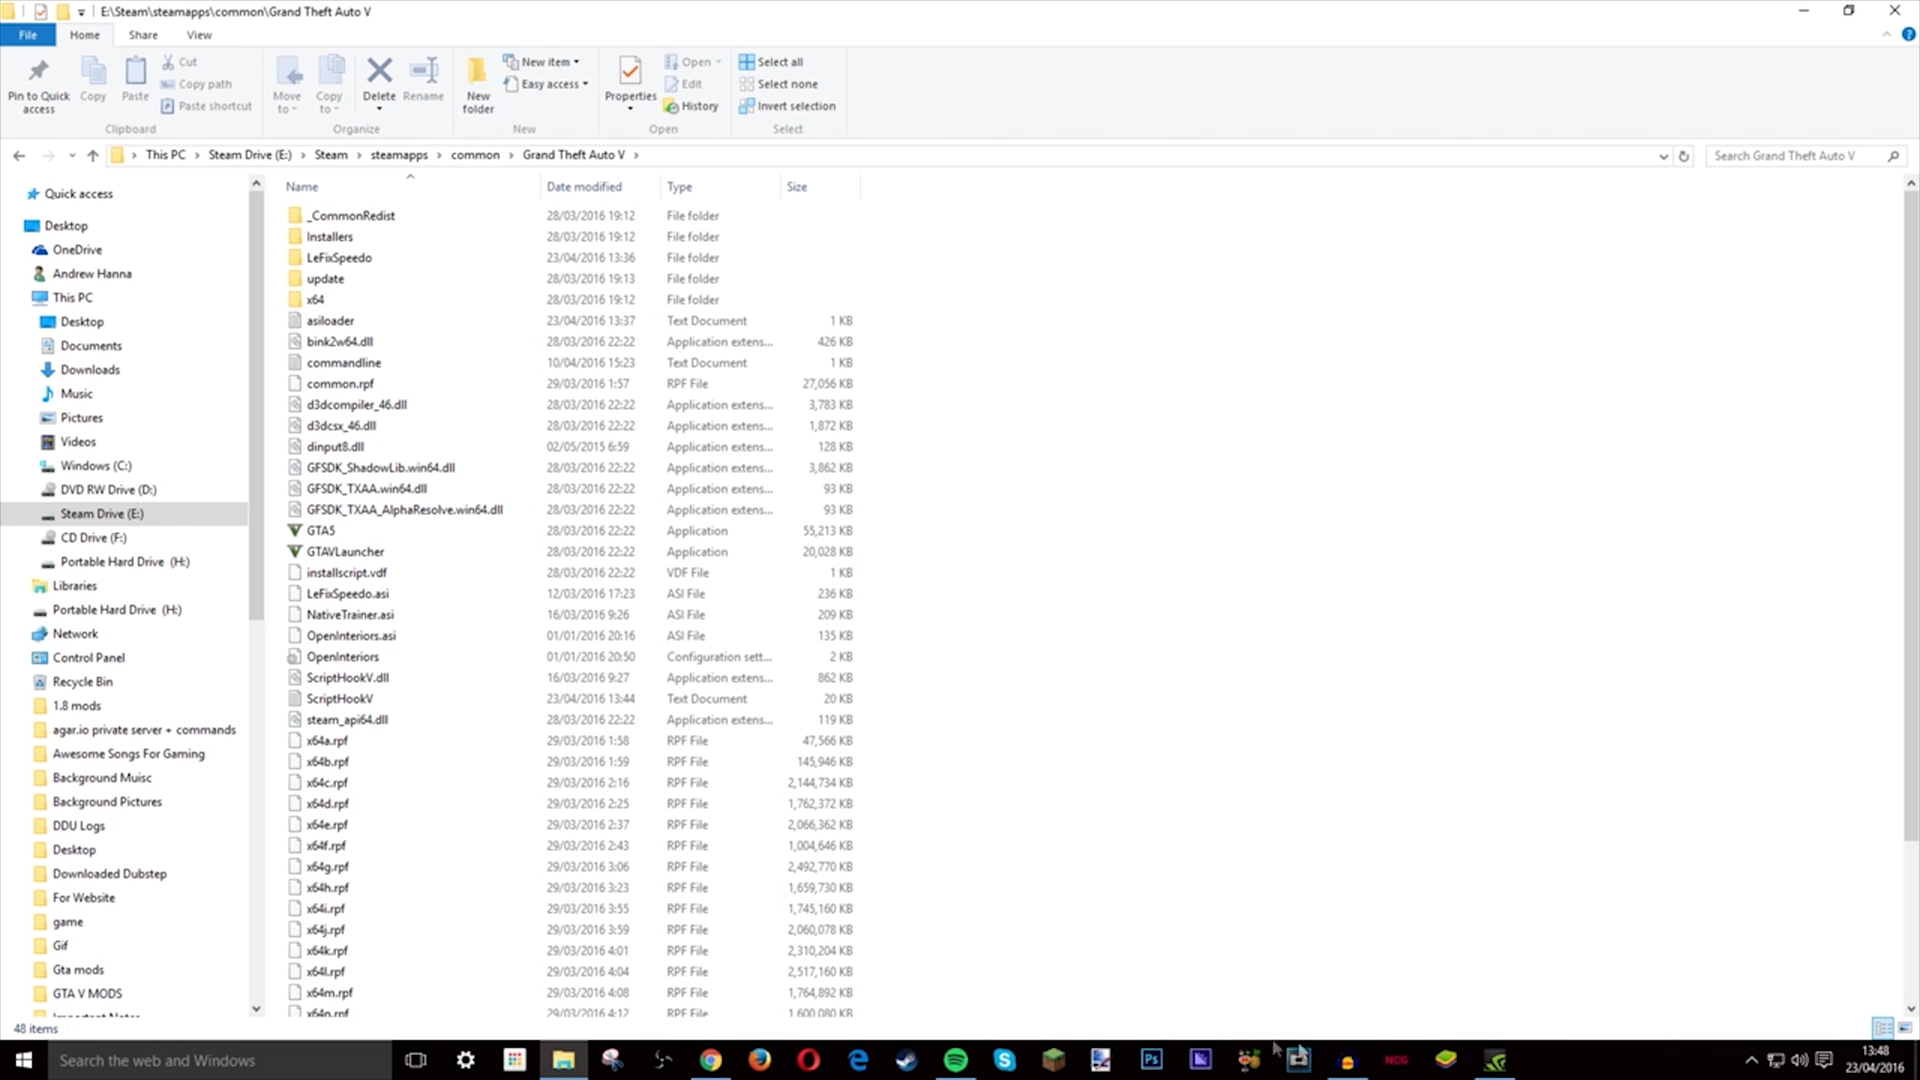 E:\Steam\steamapps\common\Grand Theft Auto V
File Home Share View
Pin to Quick access
Copy
Paste
Cut
Copy path
Paste shortcut
Move to
Copy to
Delete
Rename
New folder
New item
Easy access
Properties
Open
Edit
History
Select all
Select none
Invert selection
Clipboard Organize New Open Select
This PC Steam Drive (E:) Steam steamapps common Grand Theft Auto V
Search Grand Theft Auto V
Quick access
Desktop
OneDrive
Andrew Hanna
This PC
Desktop
Documents
Downloads
Music
Pictures
Videos
Windows (C:)
DVD RW Drive (D:)
Steam Drive (E:)
CD Drive (F:)
Portable Hard Drive (H:)
Libraries
Portable Hard Drive (H:)
Network
Control Panel
Recycle Bin
1.8 mods
agar.io private server + commands
Awesome Songs For Gaming
Background Muisc
Background Pictures
DDU Logs
Desktop
Downloaded Dubstep
For Website
game
Gif
Gta mods
GTA V MODS
Important Notes
Name Date modified Type Size
_CommonRedist 28/03/2016 19:12 File folder
Installers 28/03/2016 19:12 File folder
LeFixSpeedo 23/04/2016 13:36 File folder
update 28/03/2016 19:13 File folder
x64 28/03/2016 19:12 File folder
asiloader 23/04/2016 13:37 Text Document 1 KB
bink2w64.dll 28/03/2016 22:22 Application extens... 426 KB
commandline 10/04/2016 15:23 Text Document 1 KB
common.rpf 29/03/2016 1:57 RPF File 27,056 KB
d3dcompiler_46.dll 28/03/2016 22:22 Application extens... 3,783 KB
d3dcsx_46.dll 28/03/2016 22:22 Application extens... 1,872 KB
dinput8.dll 02/05/2015 6:59 Application extens... 128 KB
GFSDK_ShadowLib.win64.dll 28/03/2016 22:22 Application extens... 3,862 KB
GFSDK_TXAA.win64.dll 28/03/2016 22:22 Application extens... 93 KB
GFSDK_TXAA_AlphaResolve.win64.dll 28/03/2016 22:22 Application extens... 93 KB
GTA5 28/03/2016 22:22 Application 55,213 KB
GTAVLauncher 28/03/2016 22:22 Application 20,028 KB
installscript.vdf 28/03/2016 22:22 VDF File 1 KB
LeFixSpeedo.asi 12/03/2016 17:23 ASI File 236 KB
NativeTrainer.asi 16/03/2016 9:26 ASI File 209 KB
OpenInteriors.asi 01/01/2016 20:16 ASI File 135 KB
OpenInteriors 01/01/2016 20:50 Configuration sett... 2 KB
ScriptHookV.dll 16/03/2016 9:27 Application extens... 862 KB
ScriptHookV 23/04/2016 13:44 Text Document 20 KB
steam_api64.dll 28/03/2016 22:22 Application extens... 119 KB
x64a.rpf 29/03/2016 1:58 RPF File 47,566 KB
x64b.rpf 29/03/2016 1:59 RPF File 145,946 KB
x64c.rpf 29/03/2016 2:16 RPF File 2,144,734 KB
x64d.rpf 29/03/2016 2:25 RPF File 1,762,372 KB
x64e.rpf 29/03/2016 2:37 RPF File 2,066,362 KB
x64f.rpf 29/03/2016 2:43 RPF File 1,004,646 KB
x64g.rpf 29/03/2016 3:06 RPF File 2,492,770 KB
x64h.rpf 29/03/2016 3:23 RPF File 1,659,730 KB
x64i.rpf 29/03/2016 3:55 RPF File 1,745,160 KB
x64j.rpf 29/03/2016 3:59 RPF File 2,060,078 KB
x64k.rpf 29/03/2016 4:01 RPF File 2,310,204 KB
x64l.rpf 29/03/2016 4:04 RPF File 2,517,160 KB
x64m.rpf 29/03/2016 4:08 RPF File 1,764,892 KB
x64n.rpf 29/03/2016 4:12 RPF File 1,600,080 KB
48 items
Search the web and Windows
Ps
NCG
13:48
23/04/2016